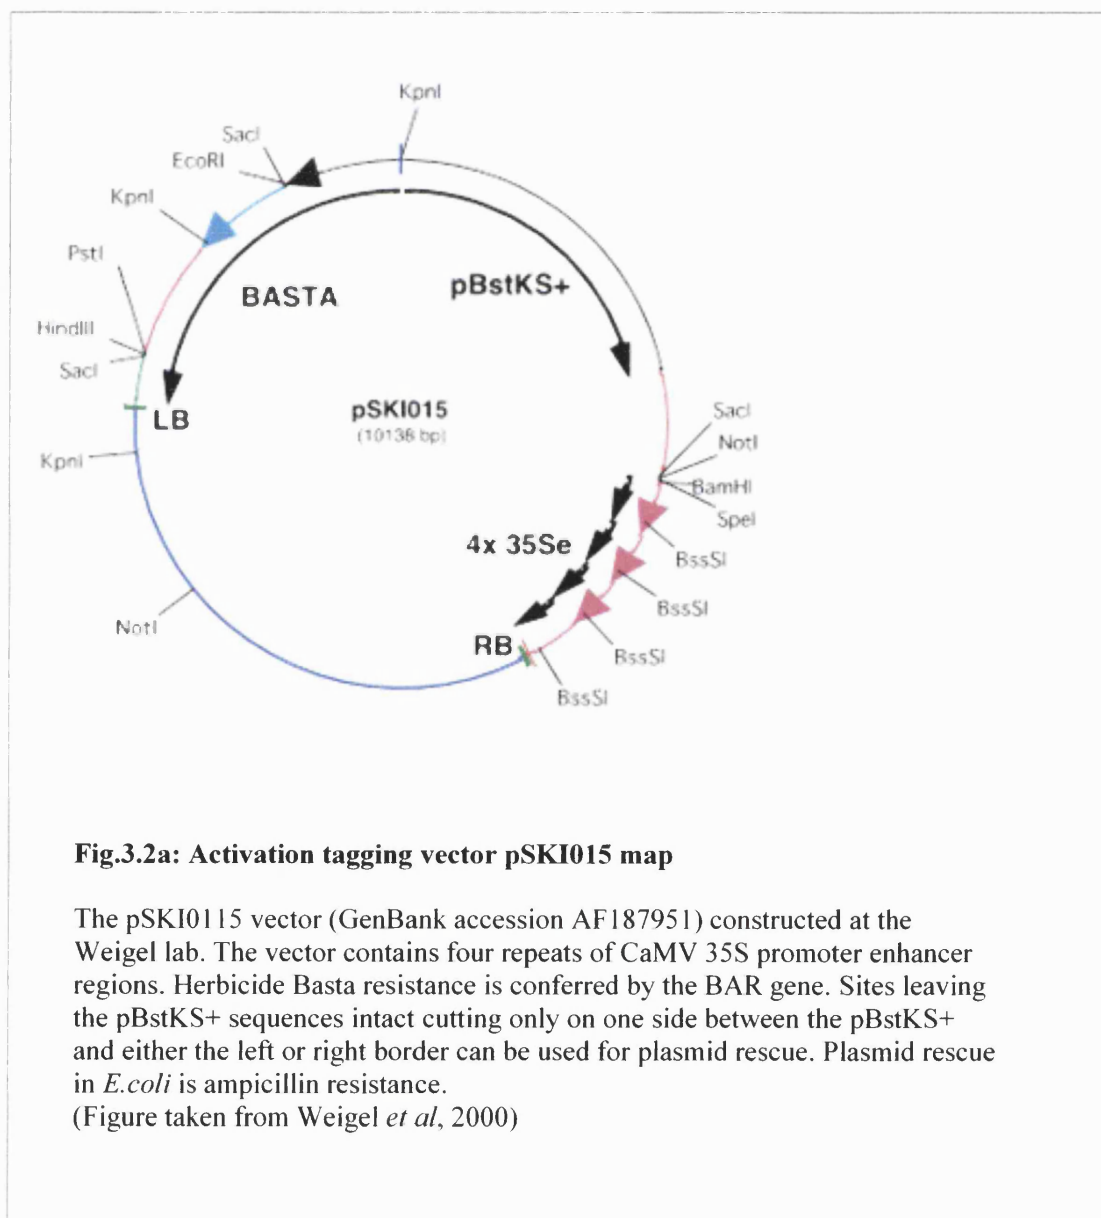 KpnI
SacI
EcoRI
KpnI
PstI
BASTA
pBstKS+
HindIII
SacI
pSKI015
(10138 bp)
LB
SacI
NotI
KpnI
BamHI
SpeI
4x 35Se
BssSI
BssSI
NotI
RB
BssSI
BssSI
Fig.3.2a: Activation tagging vector pSKI015 map
The pSKI0115 vector (GenBank accession AF187951) constructed at the
Weigel lab. The vector contains four repeats of CaMV 35S promoter enhancer
regions. Herbicide Basta resistance is conferred by the BAR gene. Sites leaving
the pBstKS+ sequences intact cutting only on one side between the pBstKS+
and either the left or right border can be used for plasmid rescue. Plasmid rescue
in E.coli is ampicillin resistance.
(Figure taken from Weigel et al, 2000)